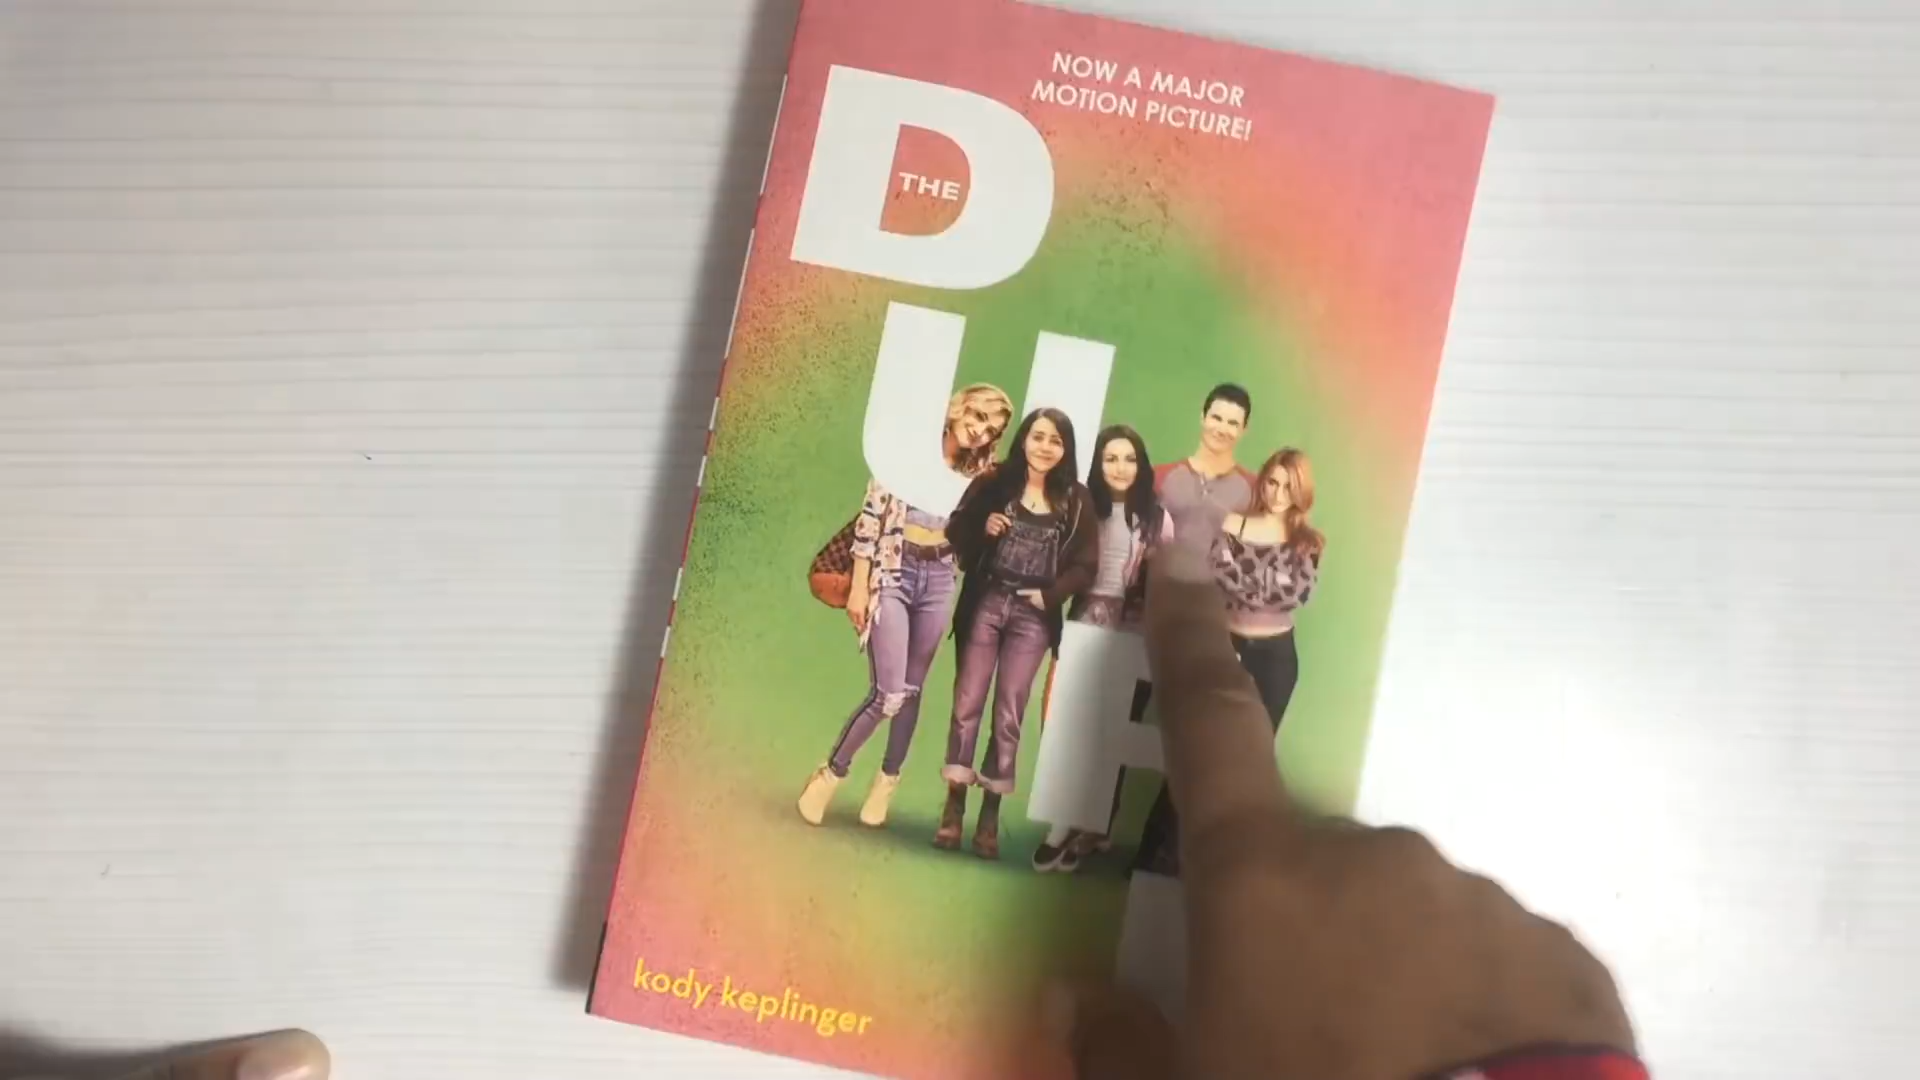 NOW A MAJOR
MOTION PICTURE!
THE
D
U
F
kody keplinger